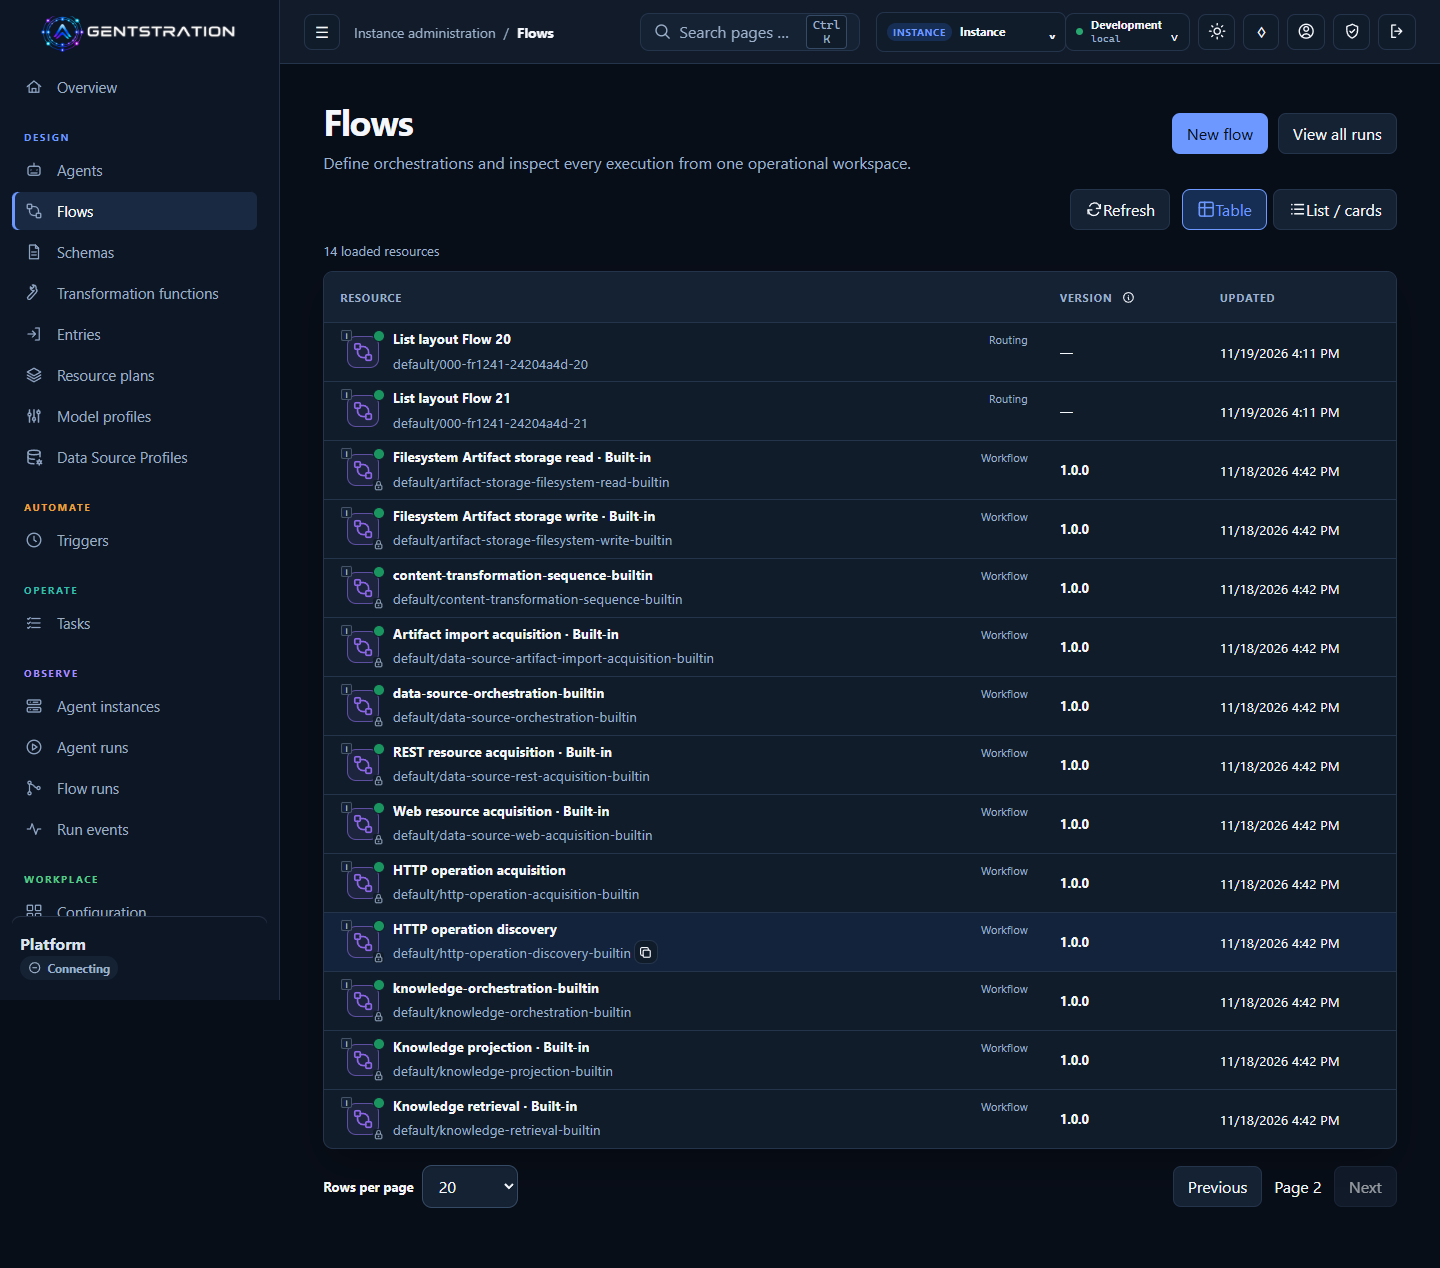 GENTSTRATION
Instance administration / Flows
Search pages ...
Ctrl K
INSTANCE Instance
Development
local
Overview
DESIGN
Agents
Flows
Schemas
Transformation functions
Entries
Resource plans
Model profiles
Data Source Profiles
AUTOMATE
Triggers
OPERATE
Tasks
OBSERVE
Agent instances
Agent runs
Flow runs
Run events
WORKPLACE
Configuration
Platform
Connecting
Flows
Define orchestrations and inspect every execution from one operational workspace.
New flow
View all runs
Refresh
Table
List / cards
14 loaded resources
RESOURCE VERSION UPDATED
List layout Flow 20 Routing
default/000-fr1241-24204a4d-20
— 11/19/2026 4:11 PM
List layout Flow 21 Routing
default/000-fr1241-24204a4d-21
— 11/19/2026 4:11 PM
Filesystem Artifact storage read · Built-in Workflow
default/artifact-storage-filesystem-read-builtin
1.0.0 11/18/2026 4:42 PM
Filesystem Artifact storage write · Built-in Workflow
default/artifact-storage-filesystem-write-builtin
1.0.0 11/18/2026 4:42 PM
content-transformation-sequence-builtin Workflow
default/content-transformation-sequence-builtin
1.0.0 11/18/2026 4:42 PM
Artifact import acquisition · Built-in Workflow
default/data-source-artifact-import-acquisition-builtin
1.0.0 11/18/2026 4:42 PM
data-source-orchestration-builtin Workflow
default/data-source-orchestration-builtin
1.0.0 11/18/2026 4:42 PM
REST resource acquisition · Built-in Workflow
default/data-source-rest-acquisition-builtin
1.0.0 11/18/2026 4:42 PM
Web resource acquisition · Built-in Workflow
default/data-source-web-acquisition-builtin
1.0.0 11/18/2026 4:42 PM
HTTP operation acquisition Workflow
default/http-operation-acquisition-builtin
1.0.0 11/18/2026 4:42 PM
HTTP operation discovery Workflow
default/http-operation-discovery-builtin
1.0.0 11/18/2026 4:42 PM
knowledge-orchestration-builtin Workflow
default/knowledge-orchestration-builtin
1.0.0 11/18/2026 4:42 PM
Knowledge projection · Built-in Workflow
default/knowledge-projection-builtin
1.0.0 11/18/2026 4:42 PM
Knowledge retrieval · Built-in Workflow
default/knowledge-retrieval-builtin
1.0.0 11/18/2026 4:42 PM
Rows per page 20
Previous Page 2 Next